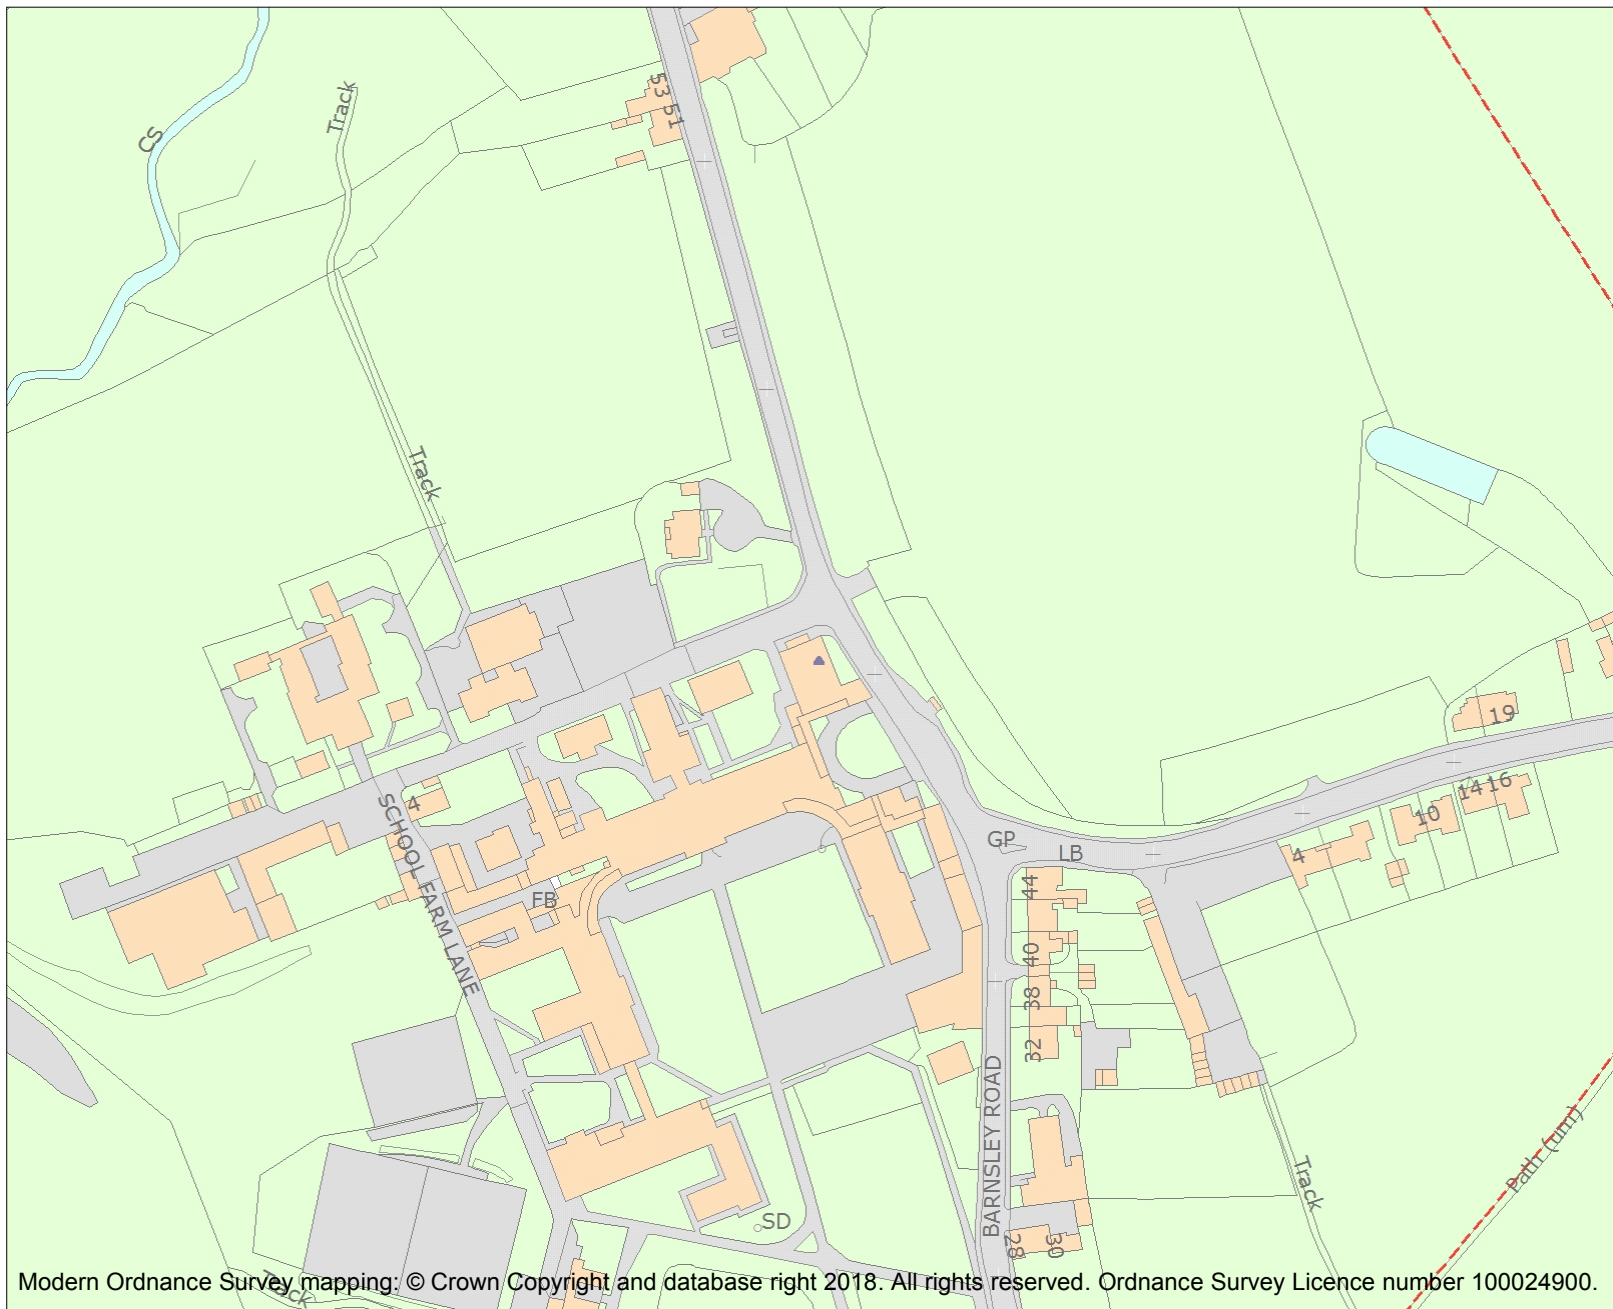 53 51
Track
CS
Track
19
14 16
10
4
4
GP
LB
SCHOOL FARM LANE
44
FB
40
38
32
BARNSLEY ROAD
Path (um)
Track
SD
28
30
Track
Modern Ordnance Survey mapping: © Crown Copyright and database right 2018. All rights reserved. Ordnance Survey Licence number 100024900.